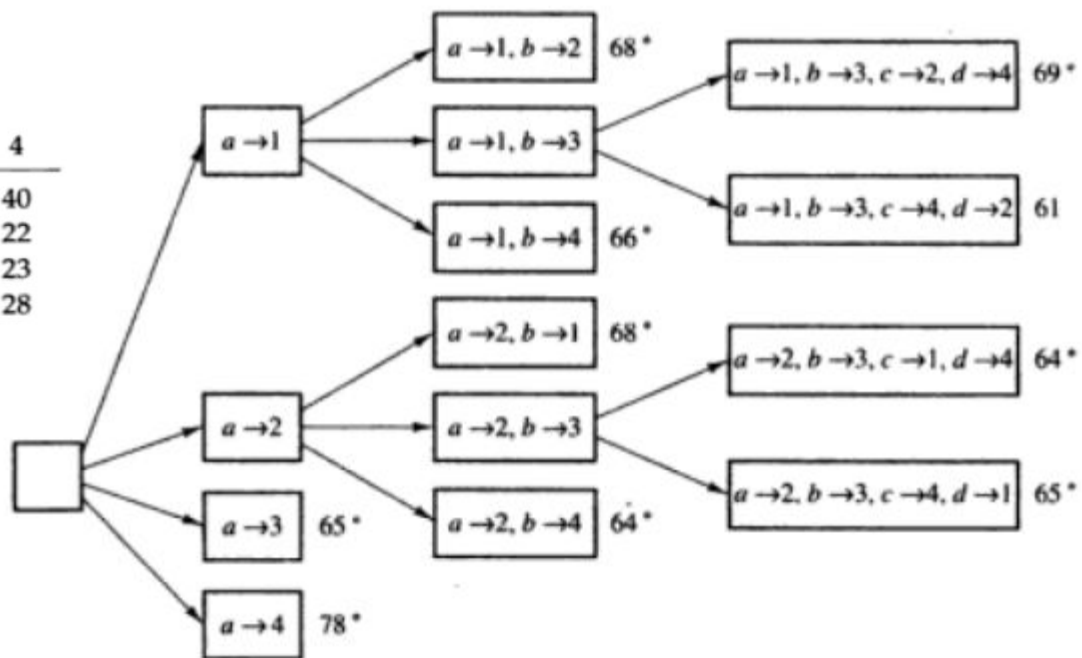 4
40
22
23
28
a→1
a→2
a→3 65*
a→4 78*
a→1, b→2 68*
a→1, b→3
a→1, b→4 66*
a→2, b→1 68*
a→2, b→3
a→2, b→4 64*
a→1, b→3, c→2, d→4 69*
a→1, b→3, c→4, d→2 61
a→2, b→3, c→1, d→4 64*
a→2, b→3, c→4, d→1 65*